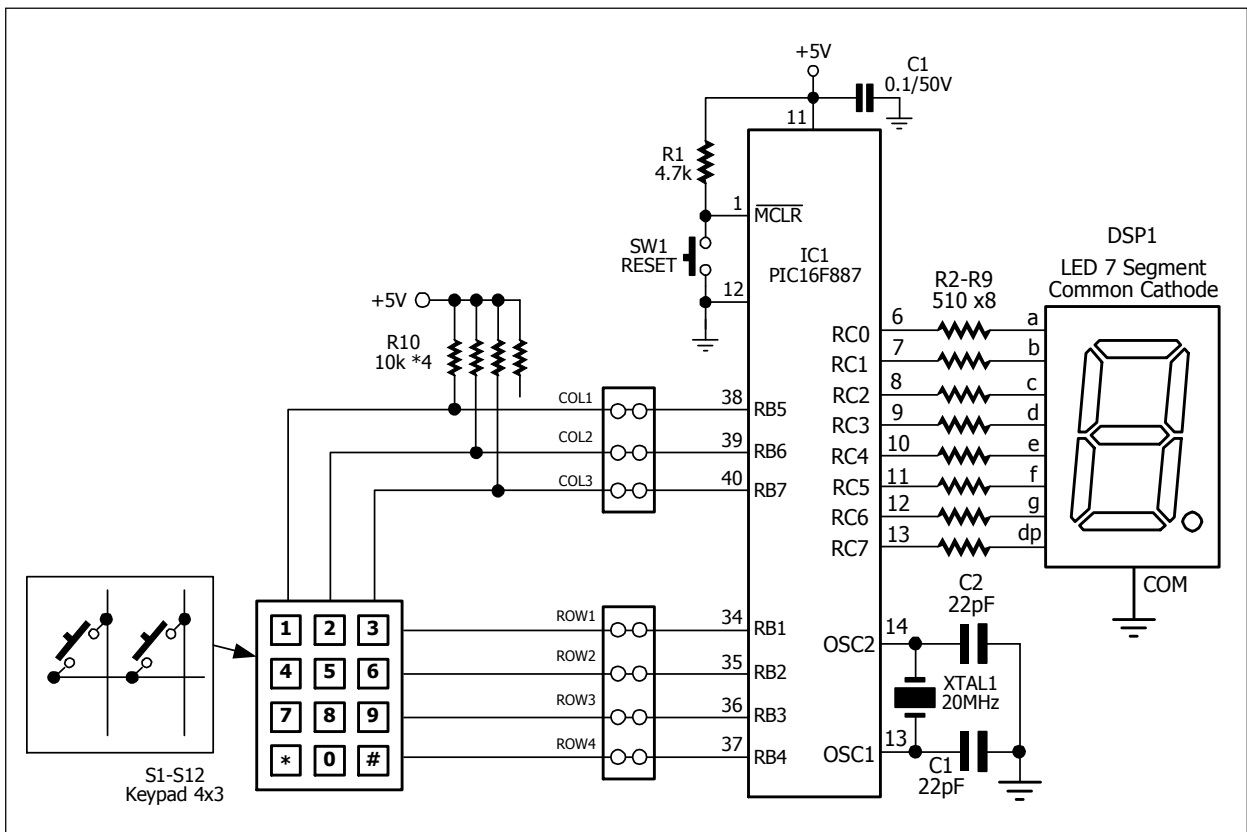 +5V
C1
0.1/50V
11
R1
4.7k
1
MCLR
SW1
RESET
12
IC1
PIC16F887
DSP1
LED 7 Segment
Common Cathode
R2-R9
510 x8
+5V
R10
10k *4
RC0
6
a
RC1
7
b
RC2
8
c
RC3
9
d
RC4
10
e
RC5
11
f
RC6
12
g
RC7
13
dp
COM
COL1
38
RB5
COL2
39
RB6
COL3
40
RB7
1 2 3
4 5 6
7 8 9
* 0 #
ROW1
34
RB1
ROW2
35
RB2
ROW3
36
RB3
ROW4
37
RB4
C2
22pF
OSC2
14
XTAL1
20MHz
OSC1
13
C1
22pF
S1-S12
Keypad 4x3